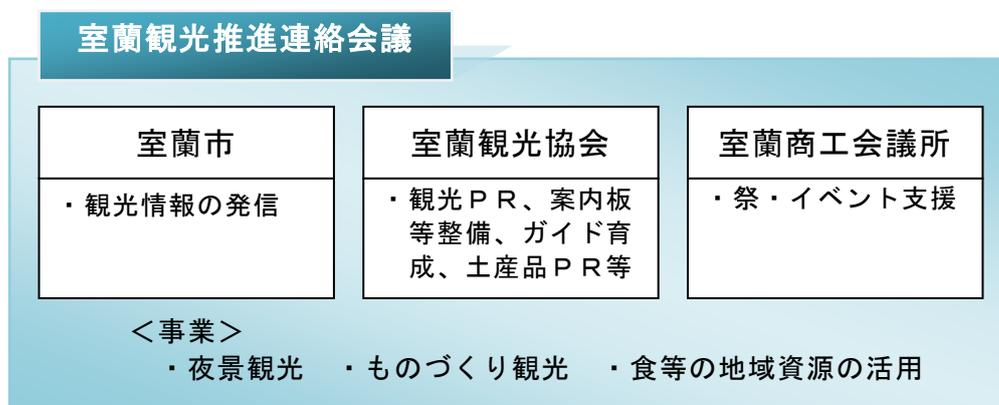 室蘭観光推進連絡会議
室蘭市
・観光情報の発信
室蘭観光協会
・観光ＰＲ、案内板
等整備、ガイド育
成、土産品ＰＲ等
室蘭商工会議所
・祭・イベント支援
＜事業＞
・夜景観光　・ものづくり観光　・食等の地域資源の活用